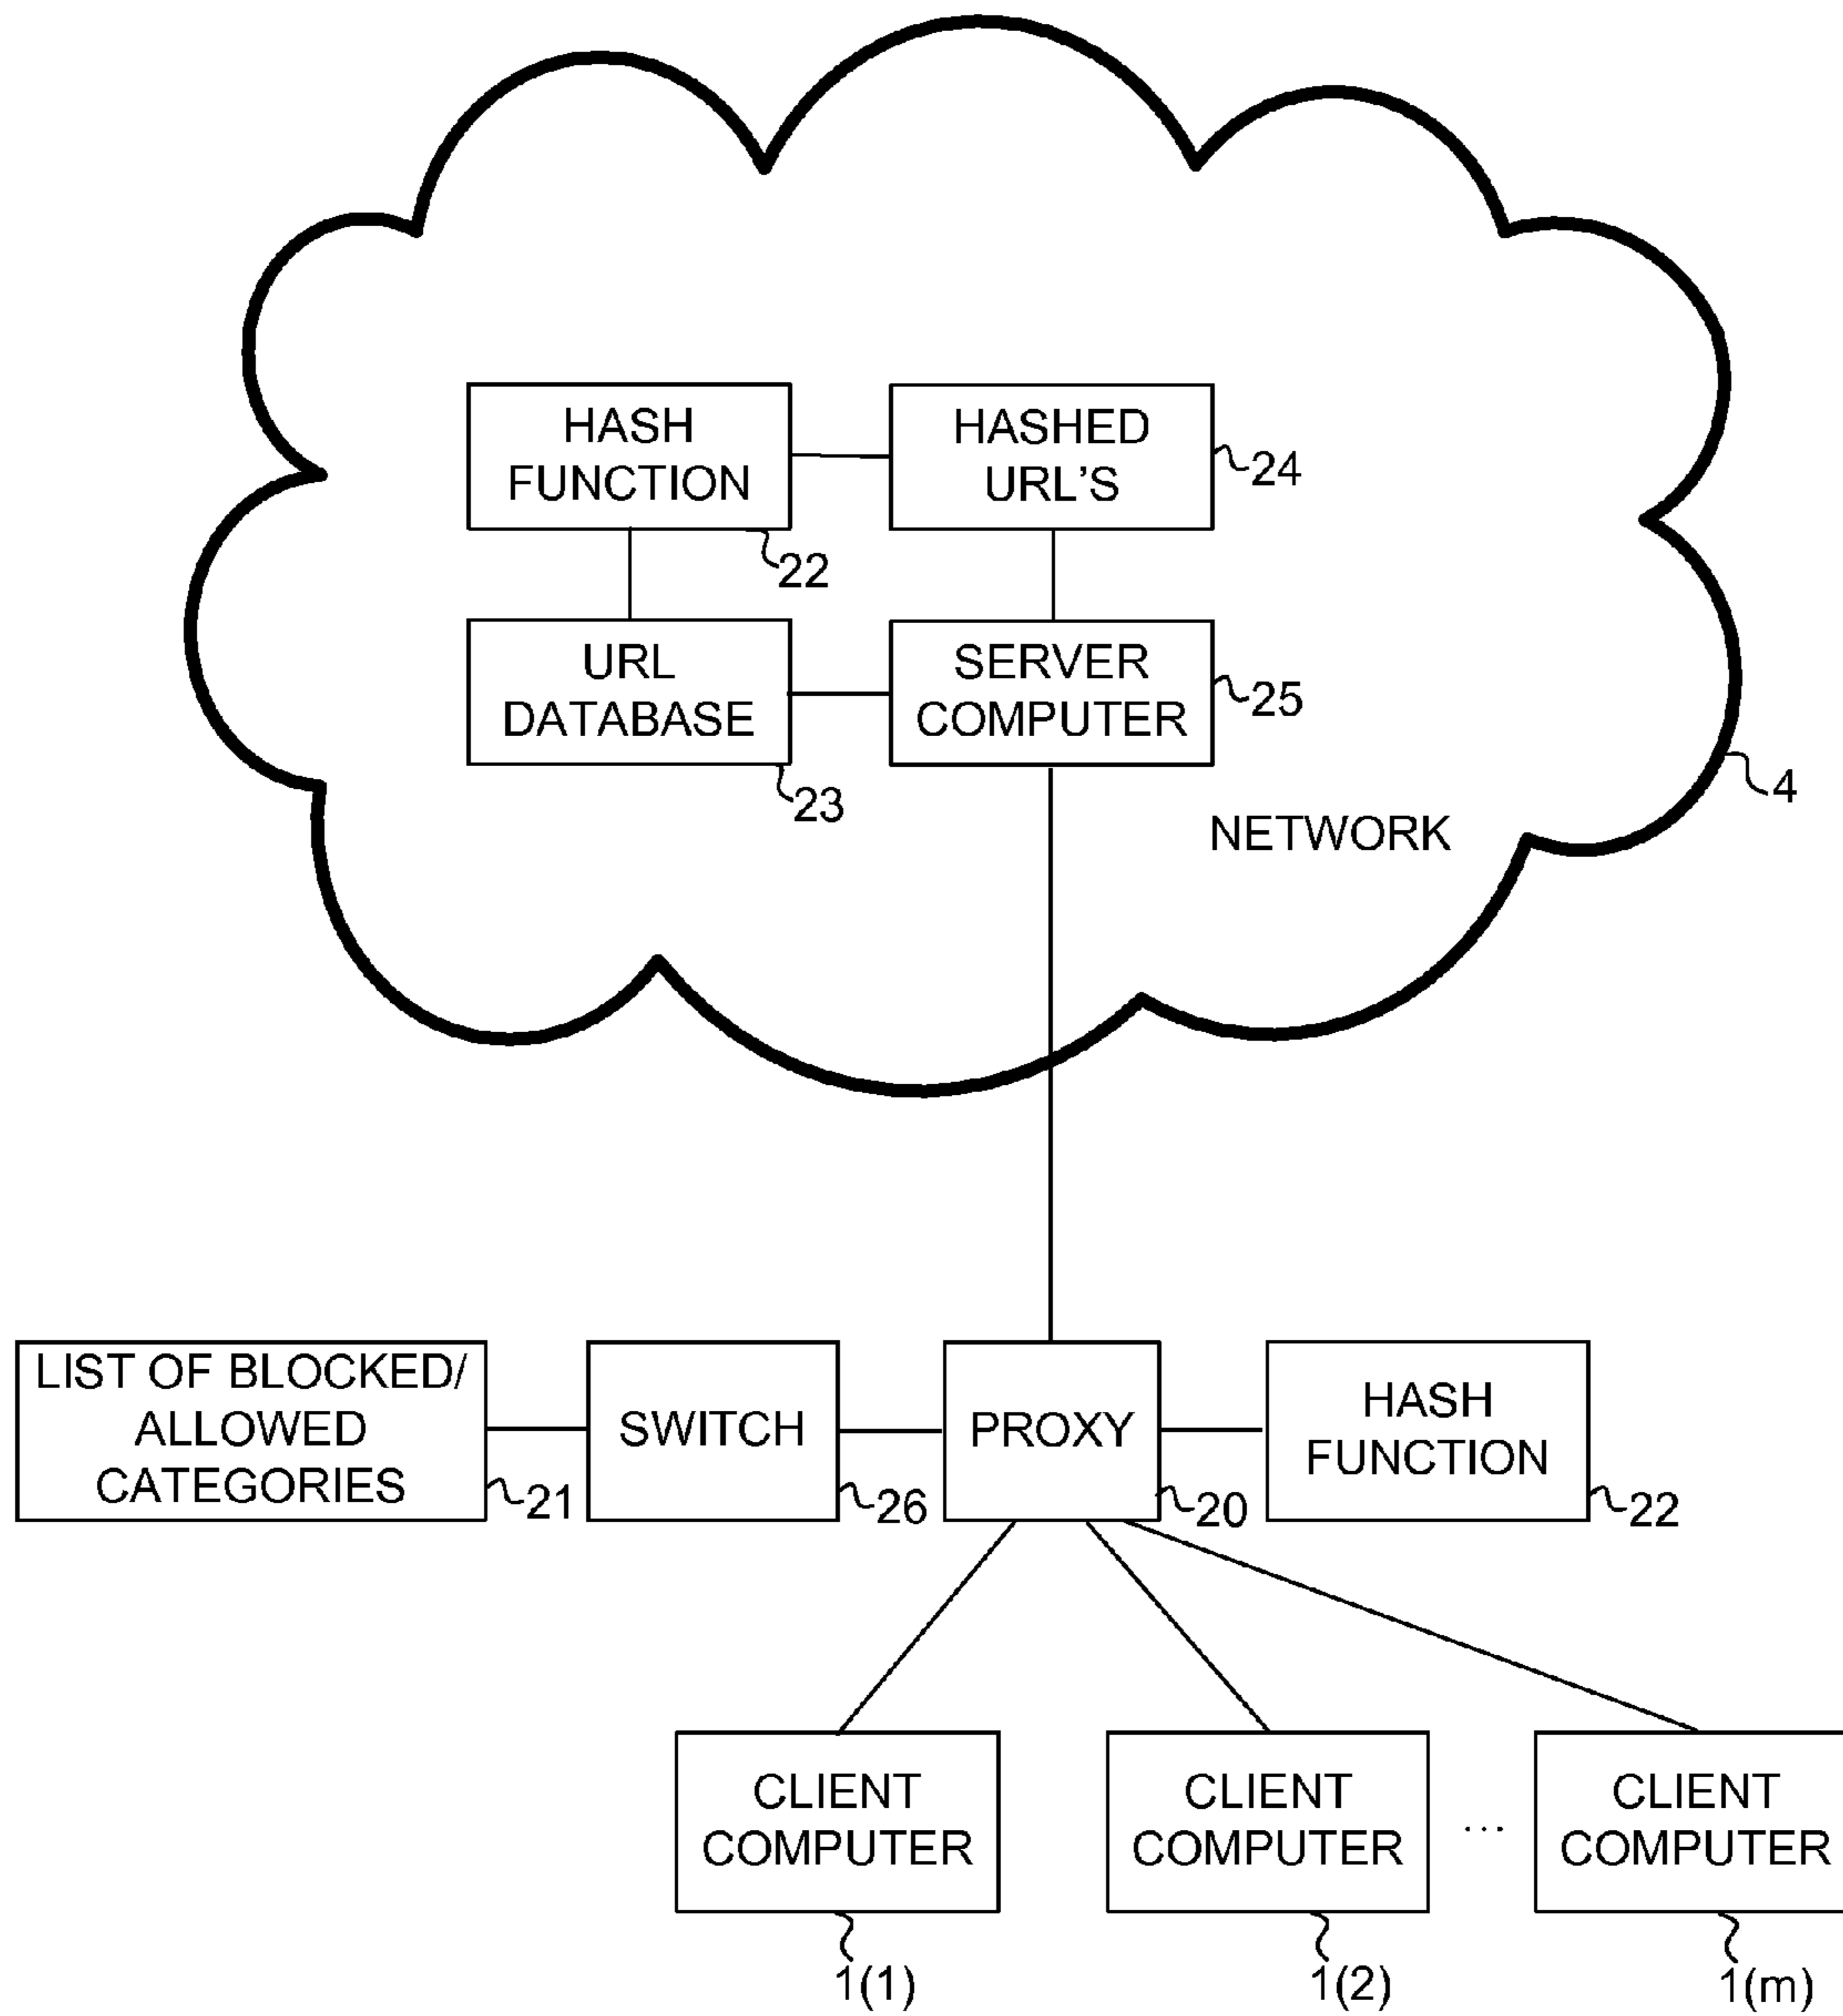 HASH
FUNCTION
22
HASHED
URL'S
24
URL
DATABASE
23
SERVER
COMPUTER
25
4
NETWORK
LIST OF BLOCKED/
ALLOWED
CATEGORIES
21
SWITCH
26
PROXY
20
HASH
FUNCTION
22
CLIENT
COMPUTER
1(1)
CLIENT
COMPUTER
1(2)
...
CLIENT
COMPUTER
1(m)